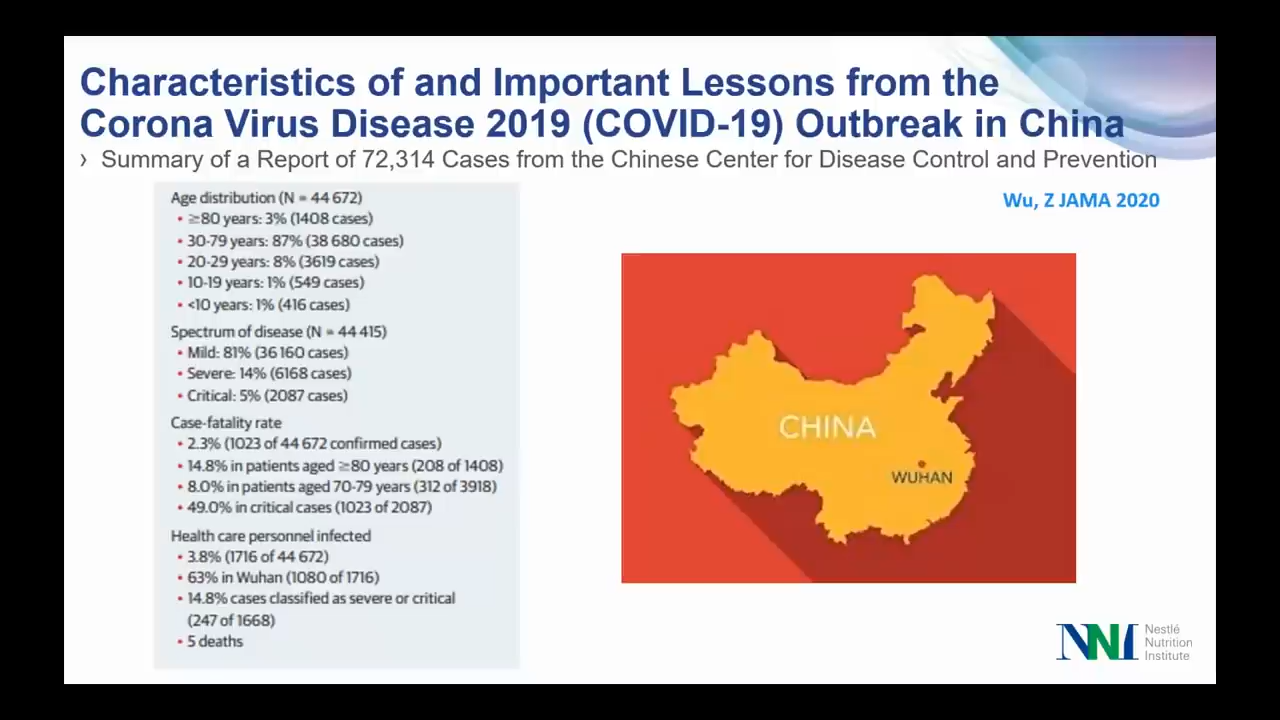 Characteristics of and Important Lessons from the
Corona Virus Disease 2019 (COVID-19) Outbreak in China
› Summary of a Report of 72,314 Cases from the Chinese Center for Disease Control and Prevention
Wu, Z JAMA 2020
Age distribution (N = 44 672)
• ≥80 years: 3% (1408 cases)
• 30-79 years: 87% (38 680 cases)
• 20-29 years: 8% (3619 cases)
• 10-19 years: 1% (549 cases)
• <10 years: 1% (416 cases)
Spectrum of disease (N = 44 415)
• Mild: 81% (36 160 cases)
• Severe: 14% (6168 cases)
• Critical: 5% (2087 cases)
Case-fatality rate
• 2.3% (1023 of 44 672 confirmed cases)
• 14.8% in patients aged ≥80 years (208 of 1408)
• 8.0% in patients aged 70-79 years (312 of 3918)
• 49.0% in critical cases (1023 of 2087)
Health care personnel infected
• 3.8% (1716 of 44 672)
• 63% in Wuhan (1080 of 1716)
• 14.8% cases classified as severe or critical
(247 of 1668)
• 5 deaths
CHINA
WUHAN
NNI
Nestlé
Nutrition
Institute